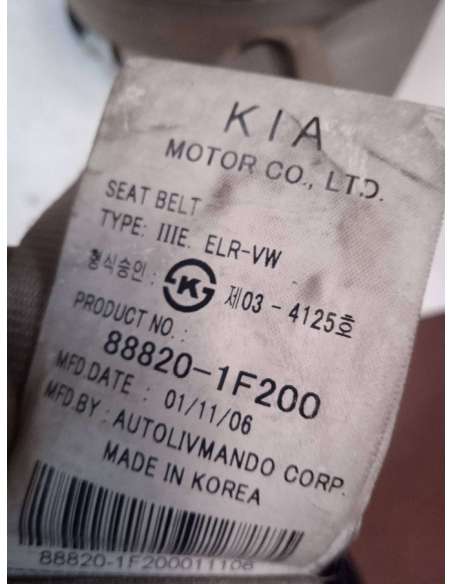 KIA
MOTOR CO., LTD.
SEAT BELT
TYPE: IIIE. ELR-VW
형식승인 : K 제03 - 4125호
PRODUCT NO. :
88820-1F200
MFD.DATE : 01/11/06
MFD.BY : AUTOLIVMANDO CORP.
MADE IN KOREA
88820-1F200011106